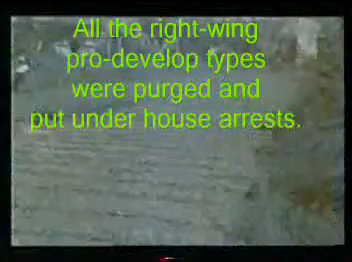 All the right-wing
pro-develop types
were purged and
put under house arrests.